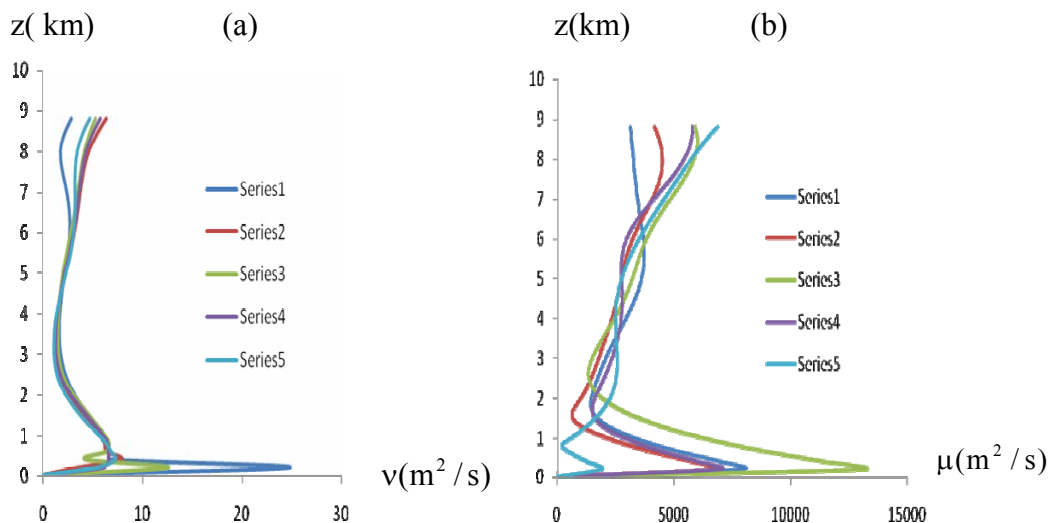 z( km) (a)
10
9
8
7
6
5
4
3
2
1
0
0 10 20 30
ν(m²/s)
Series1
Series2
Series3
Series4
Series5
z(km) (b)
10
9
8
7
6
5
4
3
2
1
0
0 5000 10000 15000
μ(m²/s)
Series1
Series2
Series3
Series4
Series5